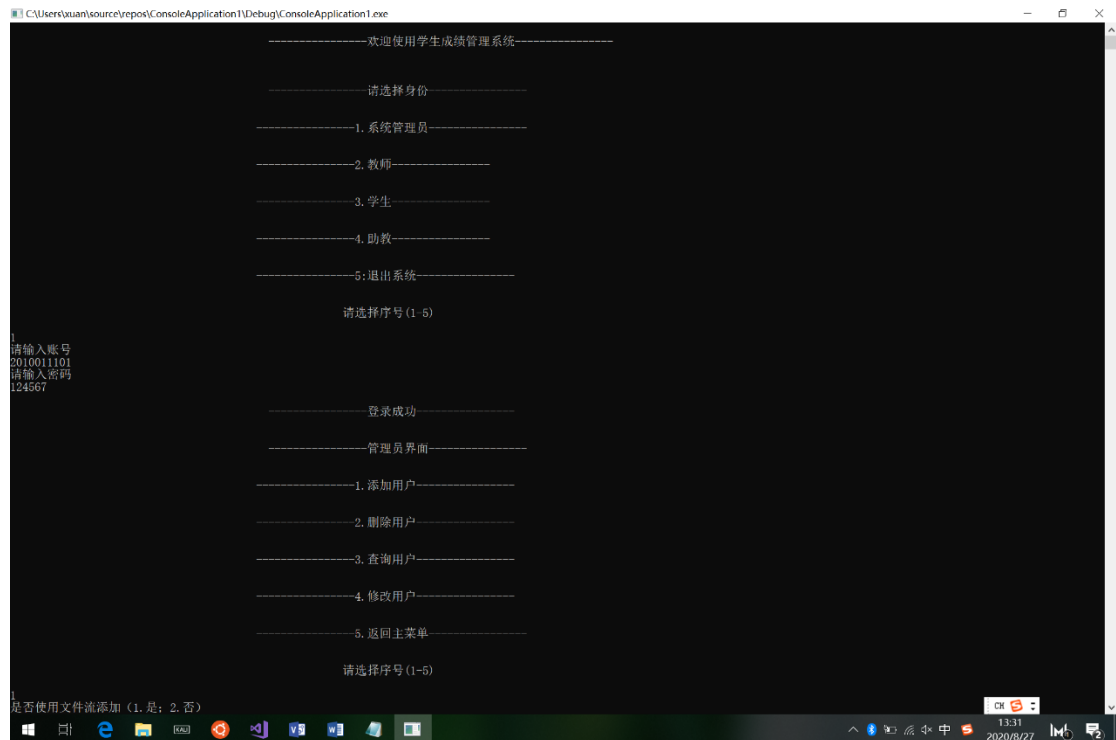 C:\Users\xuan\source\repos\ConsoleApplication1\Debug\ConsoleApplication1.exe
----------------欢迎使用学生成绩管理系统----------------
----------------请选择身份----------------
----------------1.系统管理员----------------
----------------2.教师----------------
----------------3.学生----------------
----------------4.助教----------------
----------------5:退出系统----------------
请选择序号(1-5)
1
请输入账号
2010011101
请输入密码
124567
----------------登录成功----------------
----------------管理员界面----------------
----------------1.添加用户----------------
----------------2.删除用户----------------
----------------3.查询用户----------------
----------------4.修改用户----------------
----------------5.返回主菜单----------------
请选择序号(1-5)
1
是否使用文件流添加（1.是；2.否）
CH
中
13:31
2020/8/27